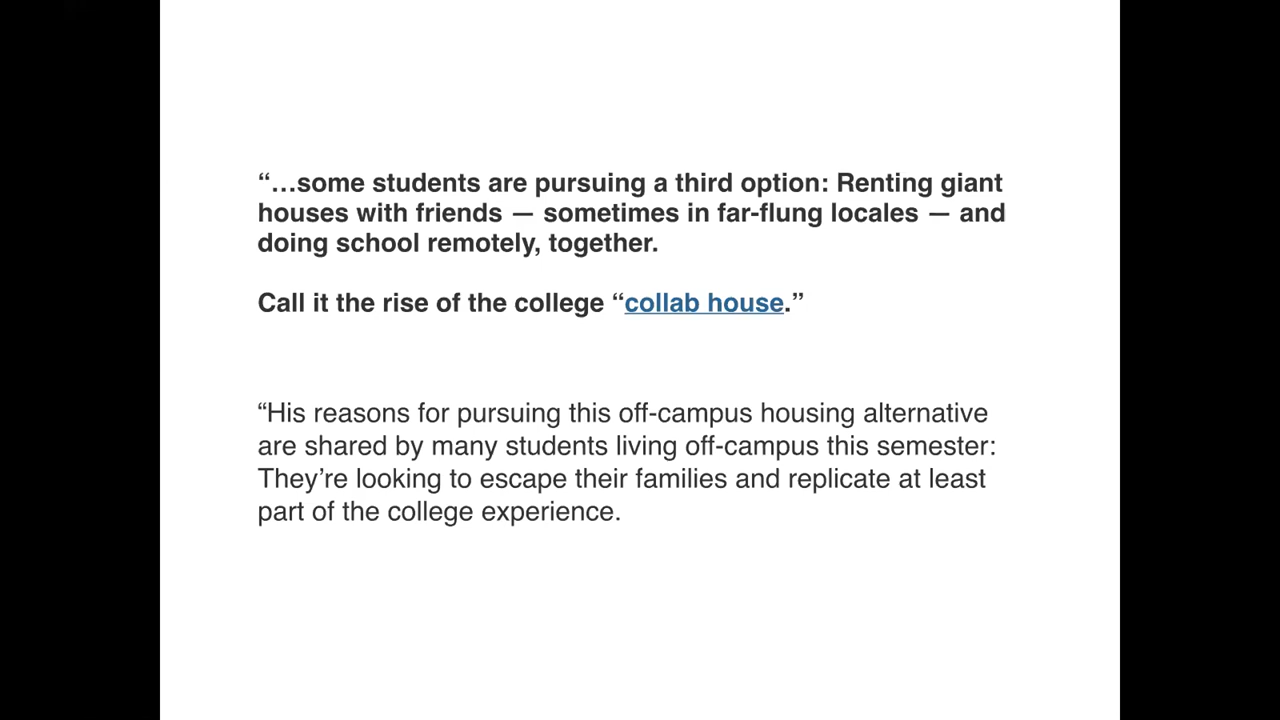 “…some students are pursuing a third option: Renting giant
houses with friends — sometimes in far-flung locales — and
doing school remotely, together.
Call it the rise of the college “collab house.”
“His reasons for pursuing this off-campus housing alternative
are shared by many students living off-campus this semester:
They’re looking to escape their families and replicate at least
part of the college experience.